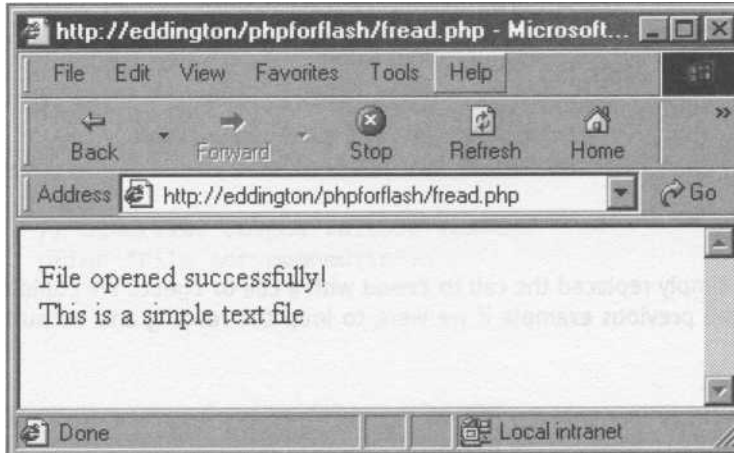 http://eddington/phpforflash/fread.php - Microsoft...
File Edit View Favorites Tools Help
Back Forward Stop Refresh Home »
Address http://eddington/phpforflash/fread.php Go
File opened successfully!
This is a simple text file
Done Local intranet